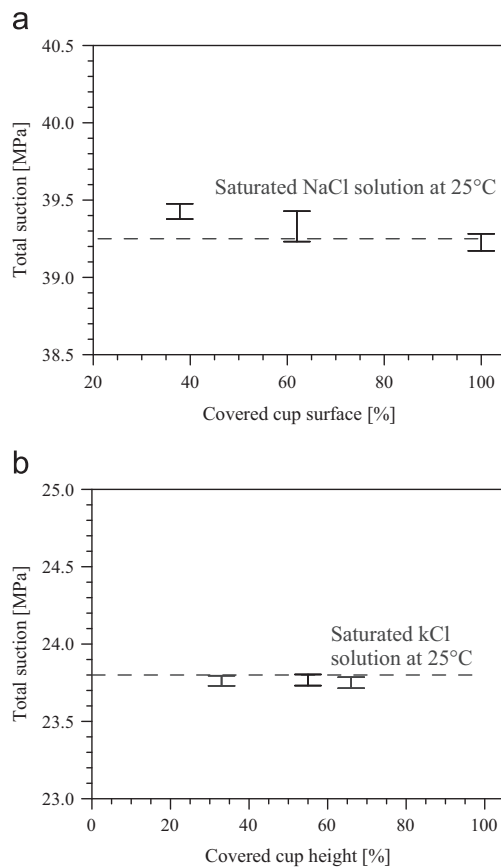 a
40.5
40.0
39.5
39.0
38.5
Total suction [MPa]
Saturated NaCl solution at 25°C
20 40 60 80 100
Covered cup surface [%]
b
25.0
24.5
24.0
23.5
23.0
Total suction [MPa]
Saturated kCl
solution at 25°C
0 20 40 60 80 100
Covered cup height [%]